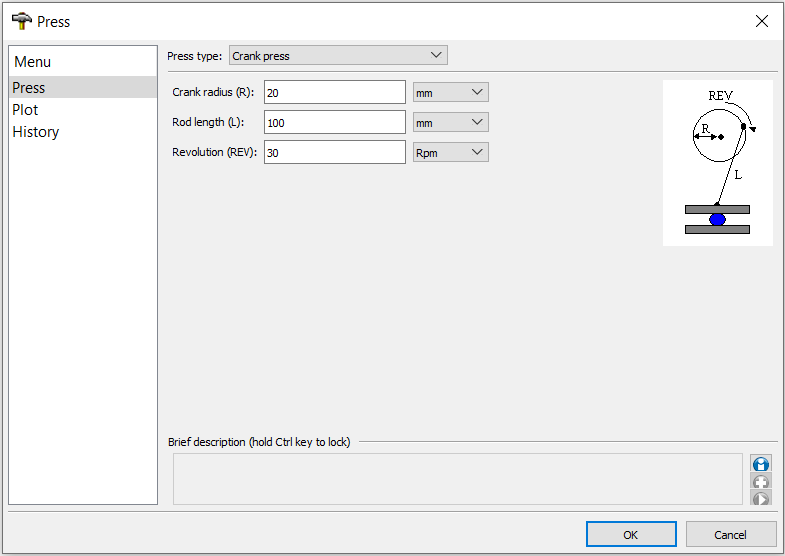 Press
Menu
Press
Plot
History
Press type: Crank press
Crank radius (R): 20 mm
Rod length (L): 100 mm
Revolution (REV): 30 Rpm
REV
R
L
Brief description (hold Ctrl key to lock)
OK Cancel